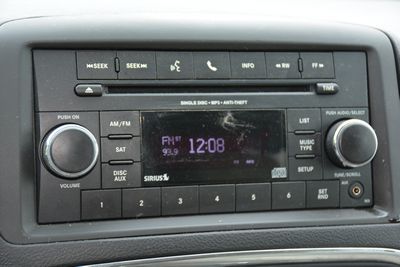 ⏮SEEK SEEK⏭ INFO ◂◂ RW FF ▸▸
TIME
SINGLE DISC • MP3 • ANTI-THEFT
PUSH ON
VOLUME
AM/FM
SAT
DISC
AUX
FM ST
93.9
12:08
SIRIUS
LIST
MUSIC
TYPE
SETUP
PUSH AUDIO/SELECT
TUNE/SCROLL
1 2 3 4 5 6 SET
RND
AUX